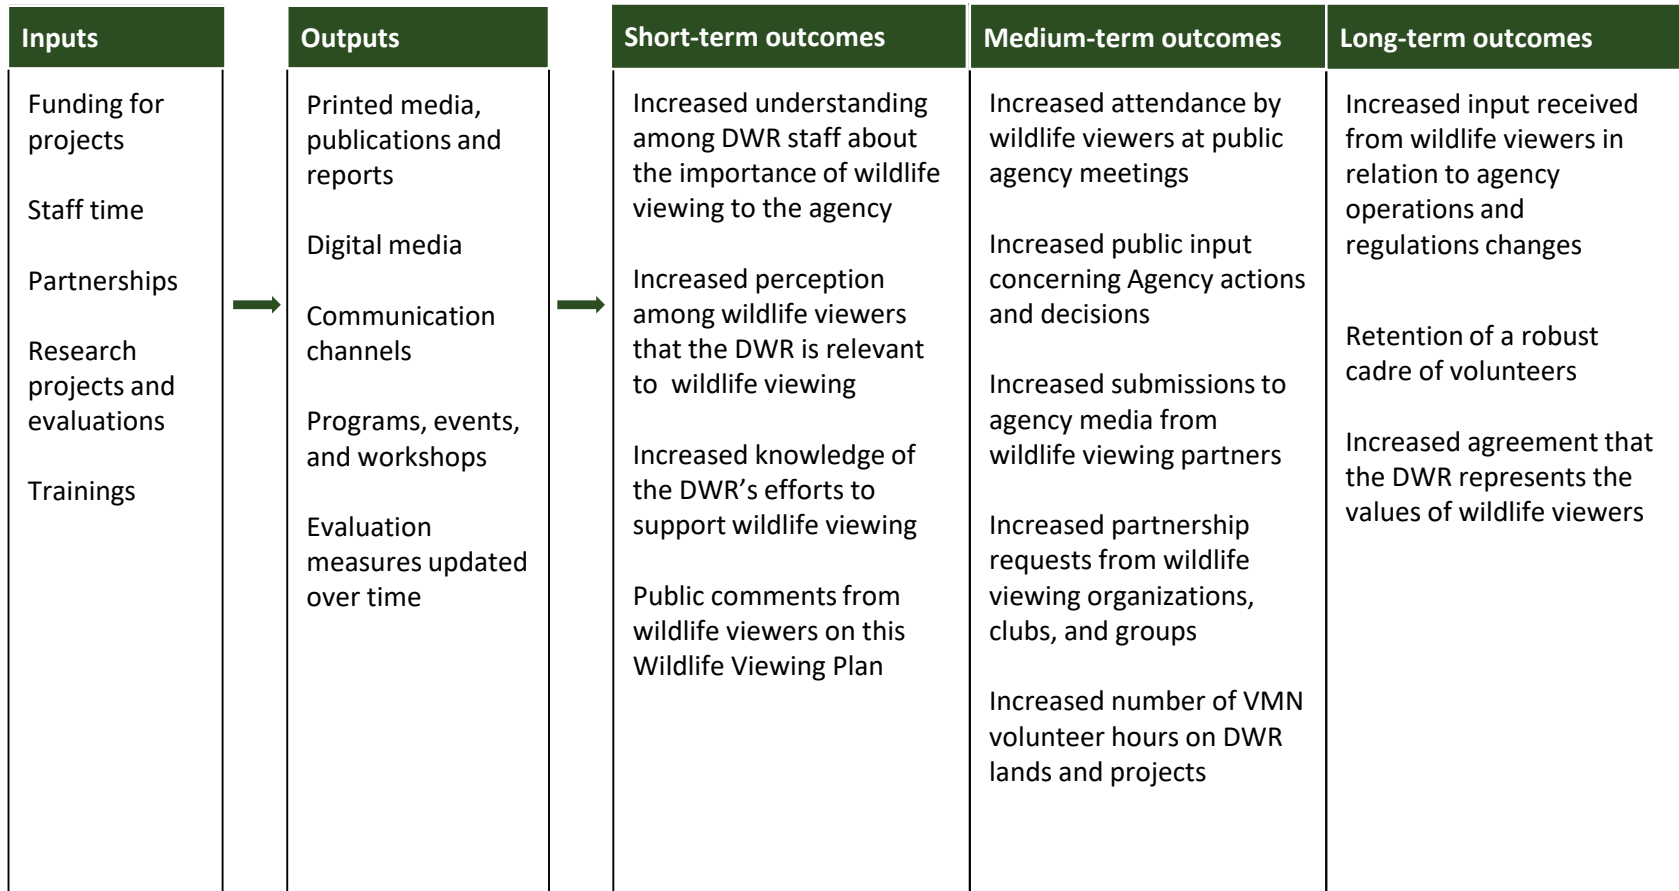 Inputs
Funding for
projects
Staff time
Partnerships
Research
projects and
evaluations
Trainings
Outputs
Printed media,
publications and
reports
Digital media
Communication
channels
Programs, events,
and workshops
Evaluation
measures updated
over time
Short-term outcomes
Increased understanding
among DWR staff about
the importance of wildlife
viewing to the agency
Increased perception
among wildlife viewers
that the DWR is relevant
to wildlife viewing
Increased knowledge of
the DWR’s efforts to
support wildlife viewing
Public comments from
wildlife viewers on this
Wildlife Viewing Plan
Medium-term outcomes
Increased attendance by
wildlife viewers at public
agency meetings
Increased public input
concerning Agency actions
and decisions
Increased submissions to
agency media from
wildlife viewing partners
Increased partnership
requests from wildlife
viewing organizations,
clubs, and groups
Increased number of VMN
volunteer hours on DWR
lands and projects
Long-term outcomes
Increased input received
from wildlife viewers in
relation to agency
operations and
regulations changes
Retention of a robust
cadre of volunteers
Increased agreement that
the DWR represents the
values of wildlife viewers